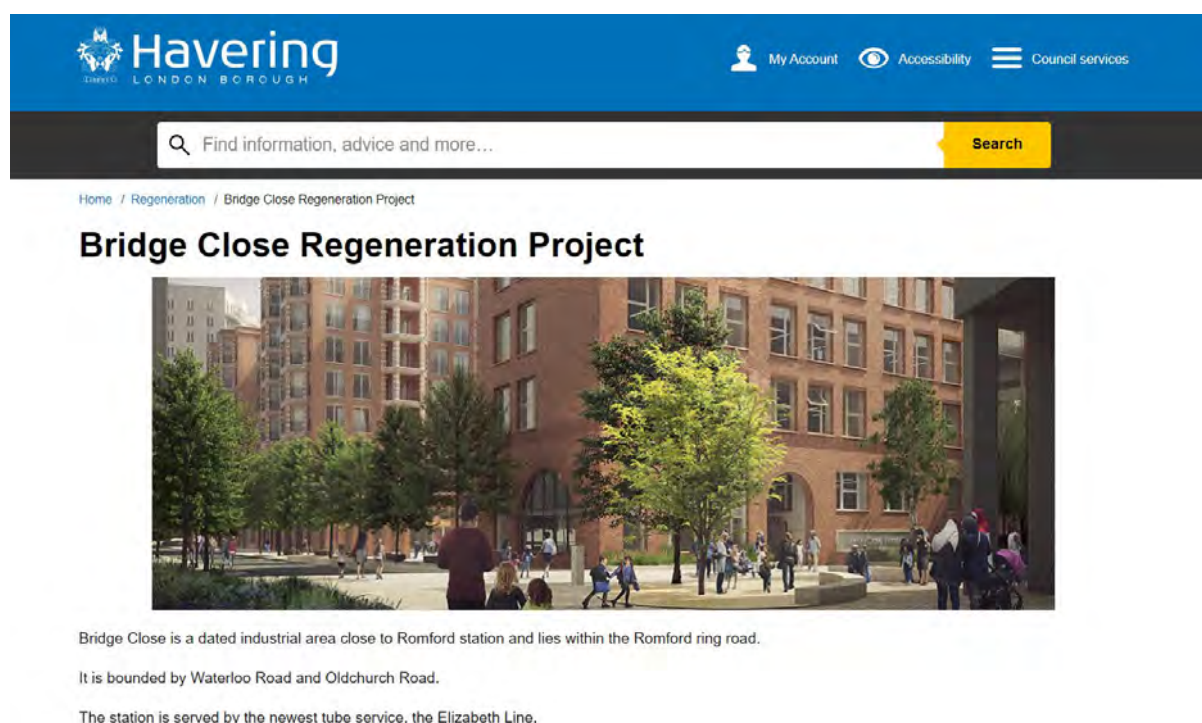 Havering
LONDON BOROUGH
My Account
Accessibility
Council services
Find information, advice and more...
Search
Home / Regeneration / Bridge Close Regeneration Project
Bridge Close Regeneration Project
Bridge Close is a dated industrial area close to Romford station and lies within the Romford ring road.
It is bounded by Waterloo Road and Oldchurch Road.
The station is served by the newest tube service, the Elizabeth Line.